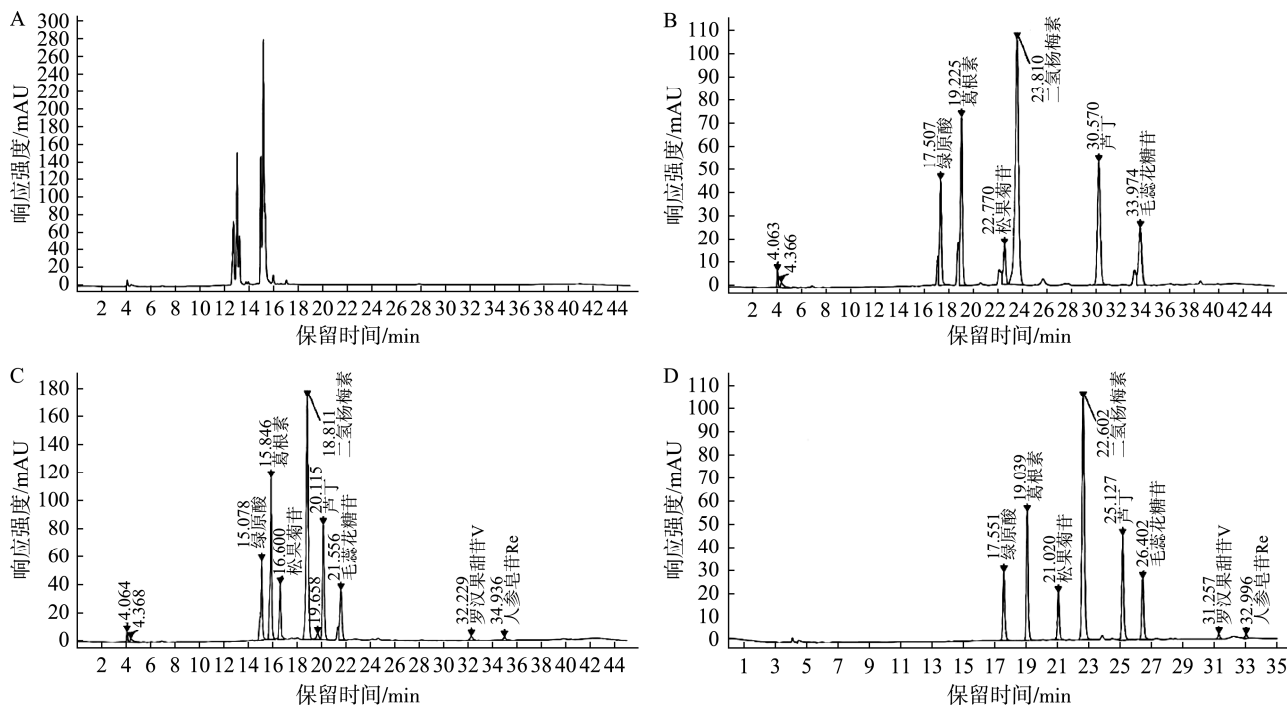 A
300
280
260
240
220
200
180
160
140
120
100
80
60
40
20
0
响应强度/mAU
2 4 6 8 10 12 14 16 18 20 22 24 26 28 30 32 34 36 38 40 42 44
保留时间/min
B
110
100
90
80
70
60
50
40
30
20
10
0
响应强度/mAU
4.063
4.366
17.507
绿原酸
19.225
葛根素
22.770
松果菊苷
23.810
二氢杨梅素
30.570
芦丁
33.974
毛蕊花糖苷
2 4 6 8 10 12 14 16 18 20 22 24 26 28 30 32 34 36 38 40 42 44
保留时间/min
C
180
160
140
120
100
80
60
40
20
0
响应强度/mAU
4.064
4.368
15.078
绿原酸
15.846
葛根素
16.600
松果菊苷
18.811
二氢杨梅素
19.658
20.115
芦丁
21.556
毛蕊花糖苷
32.229
罗汉果甜苷V
34.936
人参皂苷Re
2 4 6 8 10 12 14 16 18 20 22 24 26 28 30 32 34 36 38 40 42 44
保留时间/min
D
110
100
90
80
70
60
50
40
30
20
10
0
响应强度/mAU
17.551
绿原酸
19.039
葛根素
21.020
松果菊苷
22.602
二氢杨梅素
25.127
芦丁
26.402
毛蕊花糖苷
31.257
罗汉果甜苷V
32.996
人参皂苷Re
1 3 5 7 9 11 13 15 17 19 21 23 25 27 29 31 33 35
保留时间/min